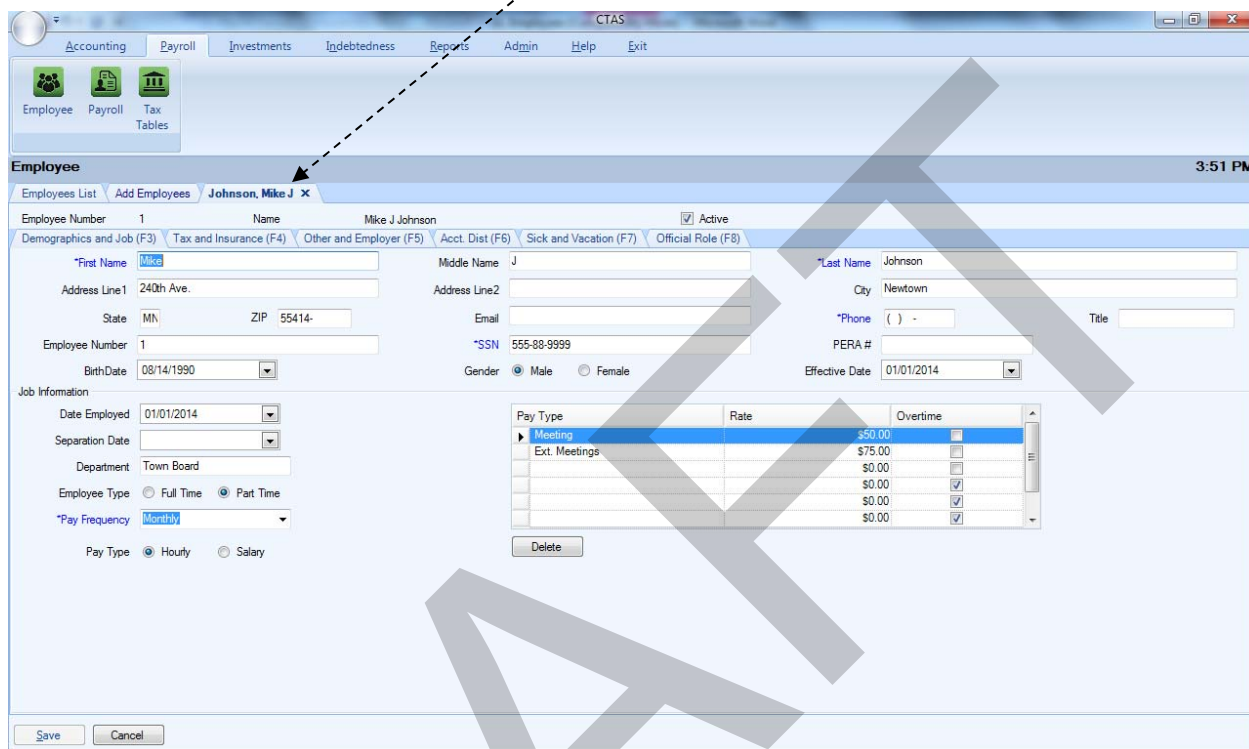 CTAS
Accounting Payroll Investments Indebtedness Reports Admin Help Exit
Employee Payroll Tax Tables
Employee 3:51 PM
Employees List Add Employees Johnson, Mike J X
Employee Number 1 Name Mike J Johnson Active
Demographics and Job (F3) Tax and Insurance (F4) Other and Employer (F5) Acct. Dist (F6) Sick and Vacation (F7) Official Role (F8)
*First Name Mike Middle Name J *Last Name Johnson
Address Line1 240th Ave. Address Line2 City Newtown
State MN ZIP 55414- Email *Phone ( ) - Title
Employee Number 1 *SSN 555-88-9999 PERA #
BirthDate 08/14/1990 Gender Male Female Effective Date 01/01/2014
Job Information
Date Employed 01/01/2014 Pay Type Rate Overtime
Separation Date Meeting $50.00
Ext. Meetings $75.00
Department Town Board $0.00
Employee Type Full Time Part Time $0.00
$0.00
*Pay Frequency Monthly $0.00
Pay Type Hourly Salary Delete
Save Cancel
AFT